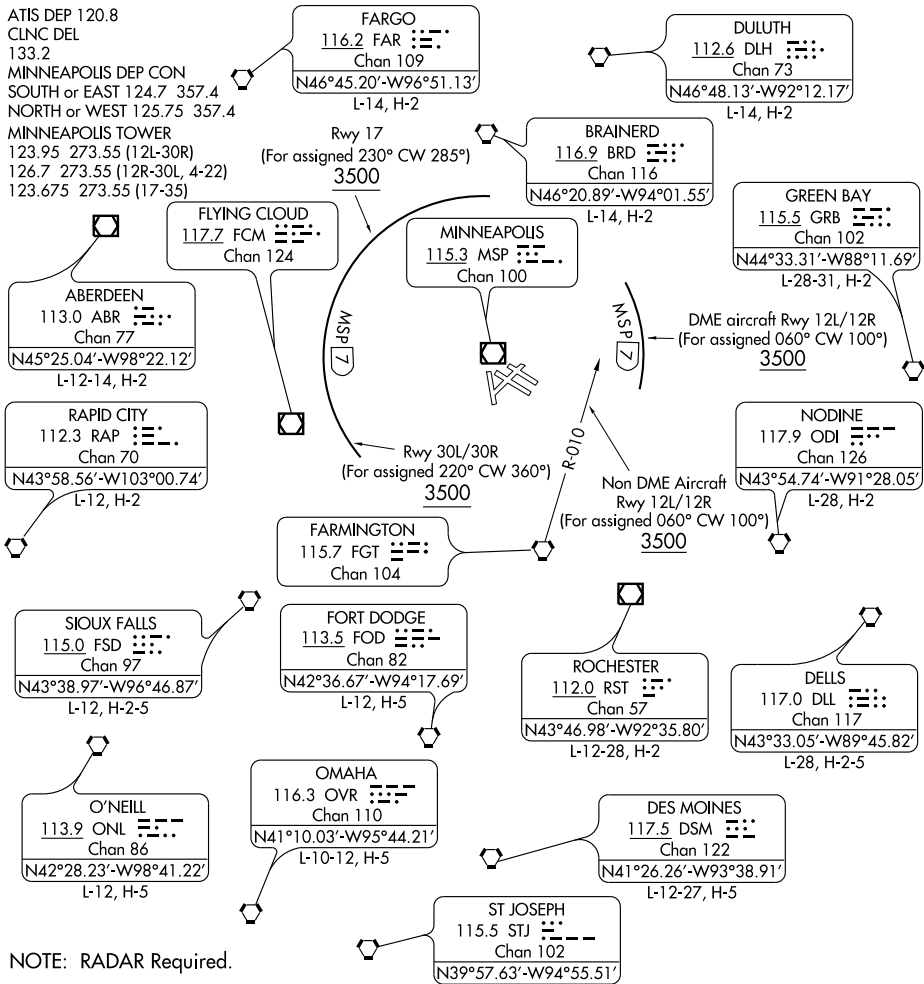 ATIS DEP 120.8
CLNC DEL
133.2
MINNEAPOLIS DEP CON
SOUTH or EAST 124.7 357.4
NORTH or WEST 125.75 357.4
MINNEAPOLIS TOWER
123.95 273.55 (12L-30R)
126.7 273.55 (12R-30L, 4-22)
123.675 273.55 (17-35)
FARGO
116.2 FAR
Chan 109
N46°45.20'-W96°51.13'
L-14, H-2
DULUTH
112.6 DLH
Chan 73
N46°48.13'-W92°12.17'
L-14, H-2
Rwy 17
(For assigned 230° CW 285°)
3500
BRAINERD
116.9 BRD
Chan 116
N46°20.89'-W94°01.55'
L-14, H-2
FLYING CLOUD
117.7 FCM
Chan 124
MINNEAPOLIS
115.3 MSP
Chan 100
GREEN BAY
115.5 GRB
Chan 102
N44°33.31'-W88°11.69'
L-28-31, H-2
ABERDEEN
113.0 ABR
Chan 77
N45°25.04'-W98°22.12'
L-12-14, H-2
MSP 7
MSP 7
DME aircraft Rwy 12L/12R
(For assigned 060° CW 100°)
3500
RAPID CITY
112.3 RAP
Chan 70
N43°58.56'-W103°00.74'
L-12, H-2
Rwy 30L/30R
(For assigned 220° CW 360°)
3500
R-010
Non DME Aircraft
Rwy 12L/12R
(For assigned 060° CW 100°)
3500
NODINE
117.9 ODI
Chan 126
N43°54.74'-W91°28.05'
L-28, H-2
FARMINGTON
115.7 FGT
Chan 104
SIOUX FALLS
115.0 FSD
Chan 97
N43°38.97'-W96°46.87'
L-12, H-2-5
FORT DODGE
113.5 FOD
Chan 82
N42°36.67'-W94°17.69'
L-12, H-5
ROCHESTER
112.0 RST
Chan 57
N43°46.98'-W92°35.80'
L-12-28, H-2
DELLS
117.0 DLL
Chan 117
N43°33.05'-W89°45.82'
L-28, H-2-5
O'NEILL
113.9 ONL
Chan 86
N42°28.23'-W98°41.22'
L-12, H-5
OMAHA
116.3 OVR
Chan 110
N41°10.03'-W95°44.21'
L-10-12, H-5
DES MOINES
117.5 DSM
Chan 122
N41°26.26'-W93°38.91'
L-12-27, H-5
ST JOSEPH
115.5 STJ
Chan 102
N39°57.63'-W94°55.51'
NOTE: RADAR Required.